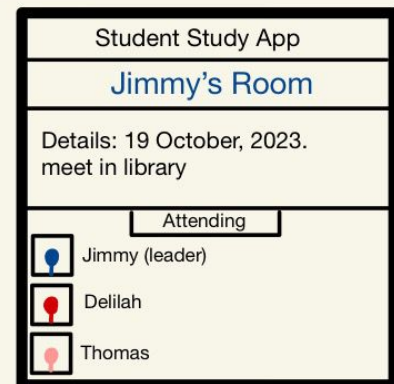 Student Study App
Jimmy's Room
Details: 19 October, 2023.
meet in library
Attending
Jimmy (leader)
Delilah
Thomas